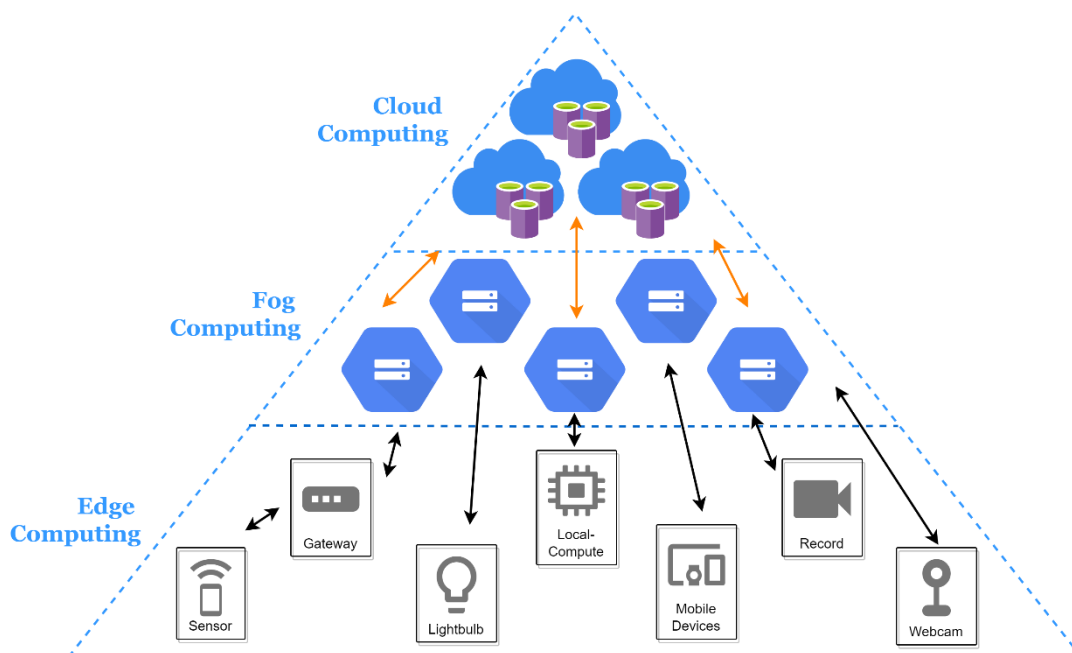 Cloud
Computing
Fog
Computing
Edge
Computing
Gateway
Local-
Compute
Record
Sensor
Lightbulb
Mobile
Devices
Webcam